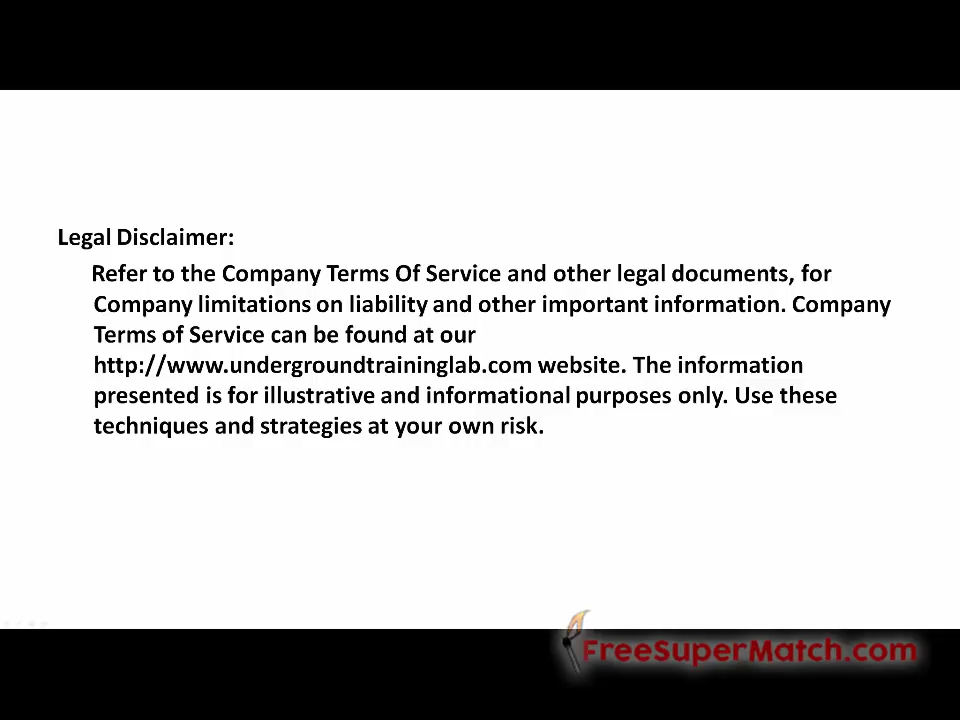 Legal Disclaimer:
Refer to the Company Terms Of Service and other legal documents, for
Company limitations on liability and other important information. Company
Terms of Service can be found at our
http://www.undergroundtraininglab.com website. The information
presented is for illustrative and informational purposes only. Use these
techniques and strategies at your own risk.
FreeSuperMatch.com